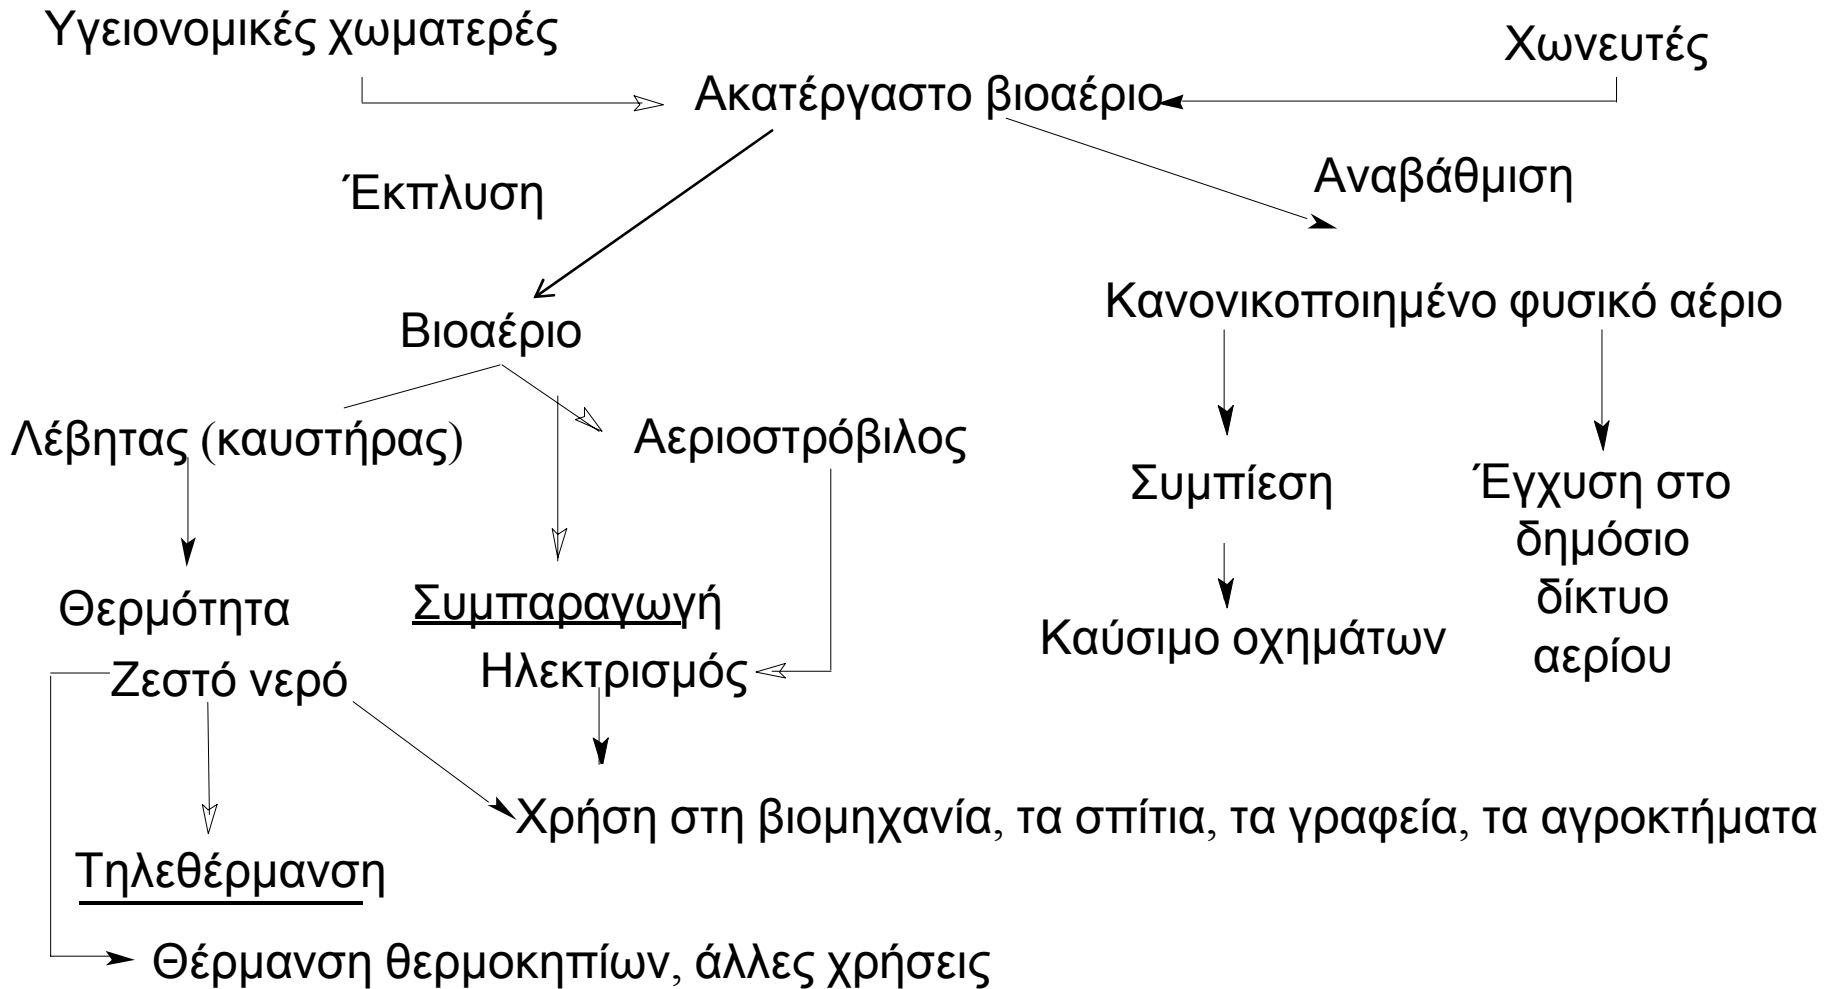 Υγειονομικές χωματερές
Χωνευτές
Ακατέργαστο βιοαέριο
Έκπλυση
Αναβάθμιση
Κανονικοποιημένο φυσικό αέριο
Βιοαέριο
Λέβητας (καυστήρας)
Αεριοστρόβιλος
Συμπίεση
Έγχυση στο
δημόσιο
δίκτυο
αερίου
Θερμότητα
Συμπαραγωγή
Καύσιμο οχημάτων
Ζεστό νερό
Ηλεκτρισμός
Χρήση στη βιομηχανία, τα σπίτια, τα γραφεία, τα αγροκτήματα
Τηλεθέρμανση
Θέρμανση θερμοκηπίων, άλλες χρήσεις